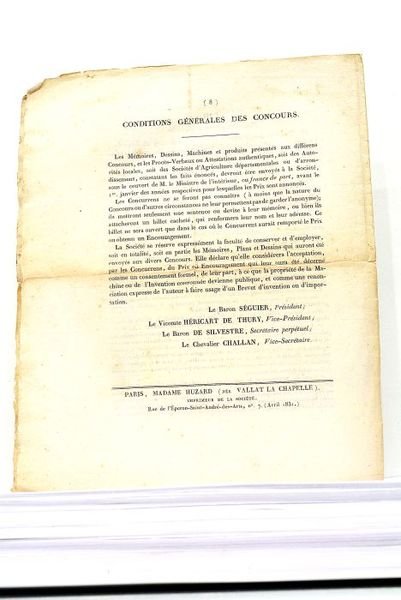 ( 8 )
CONDITIONS GÉNÉRALES DES CONCOURS.
Les Mémoires, Dessins, Machines et produits présentés aux différens
Concours, et les Procès-Verbaux ou Attestations authentiques, soit des Auto-
rités locales, soit des Sociétés d'Agriculture départementales ou d'arron-
dissement, constatant les faits énoncés, devront être envoyés à la Société,
sous le couvert de M. le Ministre de l'intérieur, ou francs de port, avant le
1er. janvier des années respectives pour lesquelles les Prix sont annoncés.
Les Concurrens ne se feront pas connaître ( à moins que la nature du
Concours ou d'autres circonstances ne leur permettent pas de garder l'anonyme);
ils mettront seulement une sentence ou devise à leur mémoire, ou bien ils
attacheront un billet cacheté, qui renfermera leur nom et leur adresse. Ce
billet ne sera ouvert que dans le cas où le Concurrent aurait remporté le Prix
ou obtenu un Encouragement.
La Société se réserve expressément la faculté de conserver et d'employer,
soit en totalité, soit en partie les Mémoires, Plans et Dessins qui auront été
envoyés aux divers Concours. Elle déclare qu'elle considérera l'acceptation,
par les Concurrens, du Prix ou Encouragement qui leur aura été décerné
comme un consentement formel, de leur part, à ce que la propriété de la Ma-
chine ou de l'Invention couronnée devienne publique, et comme une renon-
ciation expresse de l'auteur à faire usage d'un Brevet d'invention ou d'impor-
tation.
Le Baron SÉGUIER, Président;
Le Vicomte HÉRICART DE THURY, Vice-Président;
Le Baron DE SILVESTRE, Secrétaire perpétuel;
Le Chevalier CHALLAN, Vice-Secrétaire.
PARIS, MADAME HUZARD (NÉE VALLAT LA CHAPELLE),
IMPRIMEUR DE LA SOCIÉTÉ,
Rue de l'Éperon-Saint-André-des-Arts, n°. 7. (Avril 1831.)